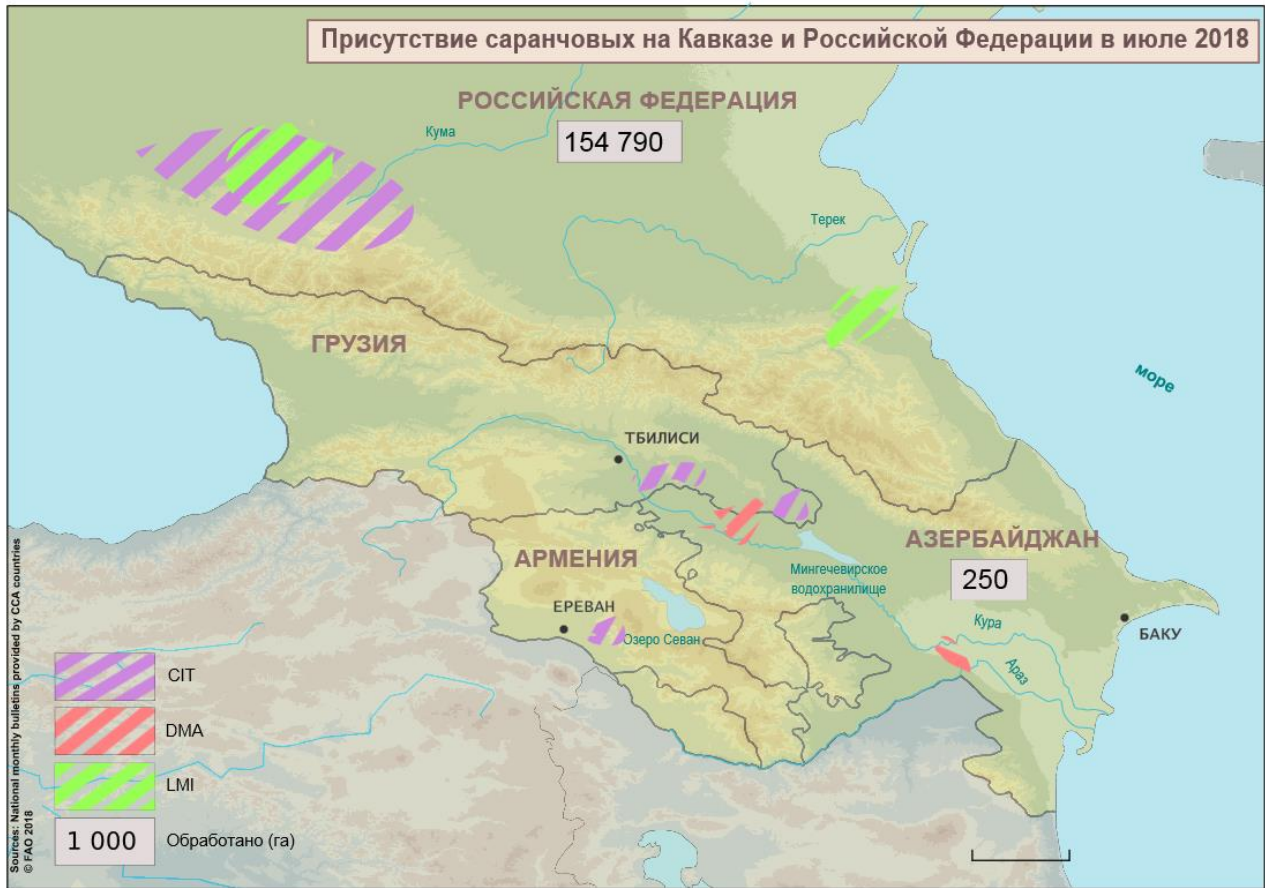 Присутствие саранчовых на Кавказе и Российской Федерации в июле 2018
РОССИЙСКАЯ ФЕДЕРАЦИЯ
154 790
Кума
Терек
ГРУЗИЯ
море
ТБИЛИСИ
АРМЕНИЯ
АЗЕРБАЙДЖАН
250
Мингечевирское
водохранилище
ЕРЕВАН
Озеро Севан
Кура
БАКУ
Араз
CIT
DMA
LMI
1 000
Обработано (га)
Sources: National monthly bulletins provided by CCA countries
© FAO 2018